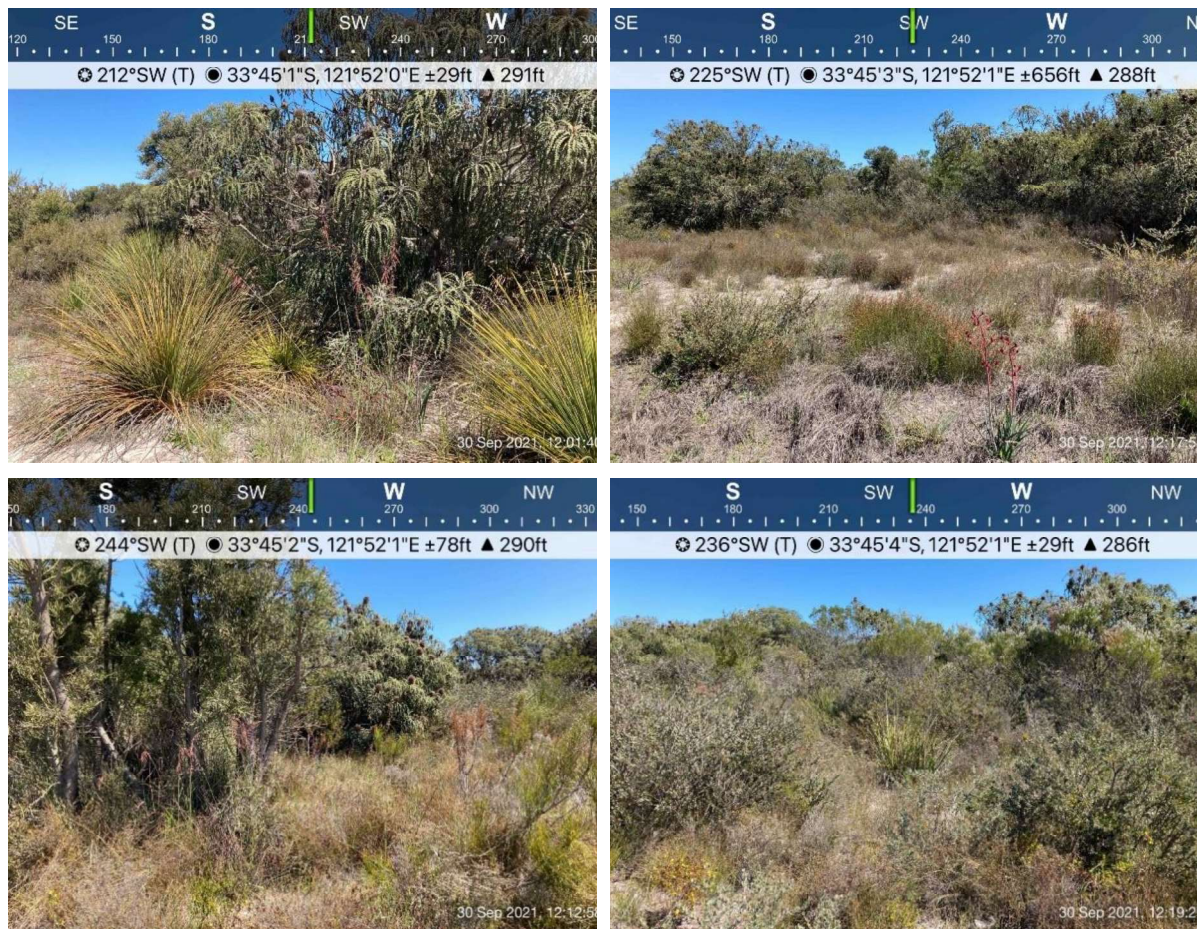 SE S SW W
120 150 180 21 240 270 300
212°SW (T) 33°45'1"S, 121°52'0"E ±29ft ▲ 291ft
30 Sep 2021, 12:01:40
SE S SW W N
150 180 240 270 300
225°SW (T) 33°45'3"S, 121°52'1"E ±656ft ▲ 288ft
30 Sep 2021, 12:17:5
S SW W NW
50 180 210 240 270 300 330
244°SW (T) 33°45'2"S, 121°52'1"E ±78ft ▲ 290ft
30 Sep 2021, 12:12:58
S SW W NW
150 180 210 240 270 300
236°SW (T) 33°45'4"S, 121°52'1"E ±29ft ▲ 286ft
30 Sep 2021, 12:19:2